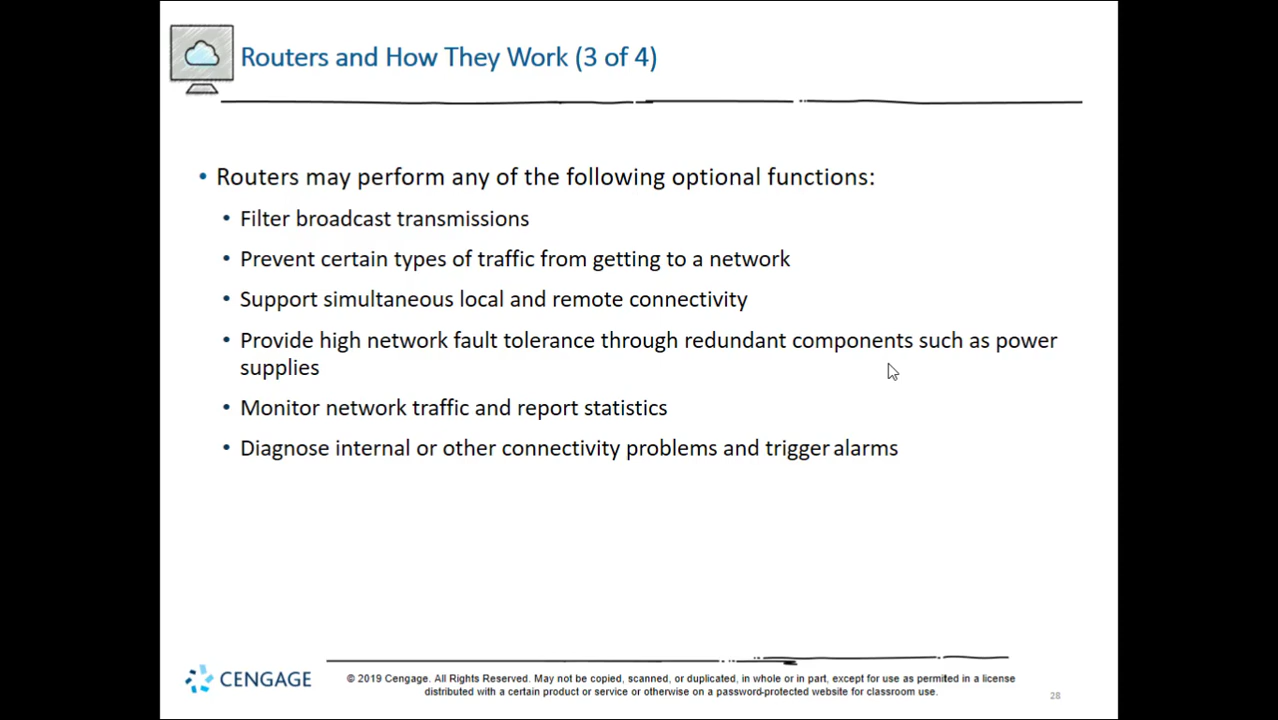 Routers and How They Work (3 of 4)
• Routers may perform any of the following optional functions:
• Filter broadcast transmissions
• Prevent certain types of traffic from getting to a network
• Support simultaneous local and remote connectivity
• Provide high network fault tolerance through redundant components such as power
supplies
• Monitor network traffic and report statistics
• Diagnose internal or other connectivity problems and trigger alarms
CENGAGE
© 2019 Cengage. All Rights Reserved. May not be copied, scanned, or duplicated, in whole or in part, except for use as permitted in a license
distributed with a certain product or service or otherwise on a password-protected website for classroom use.
28